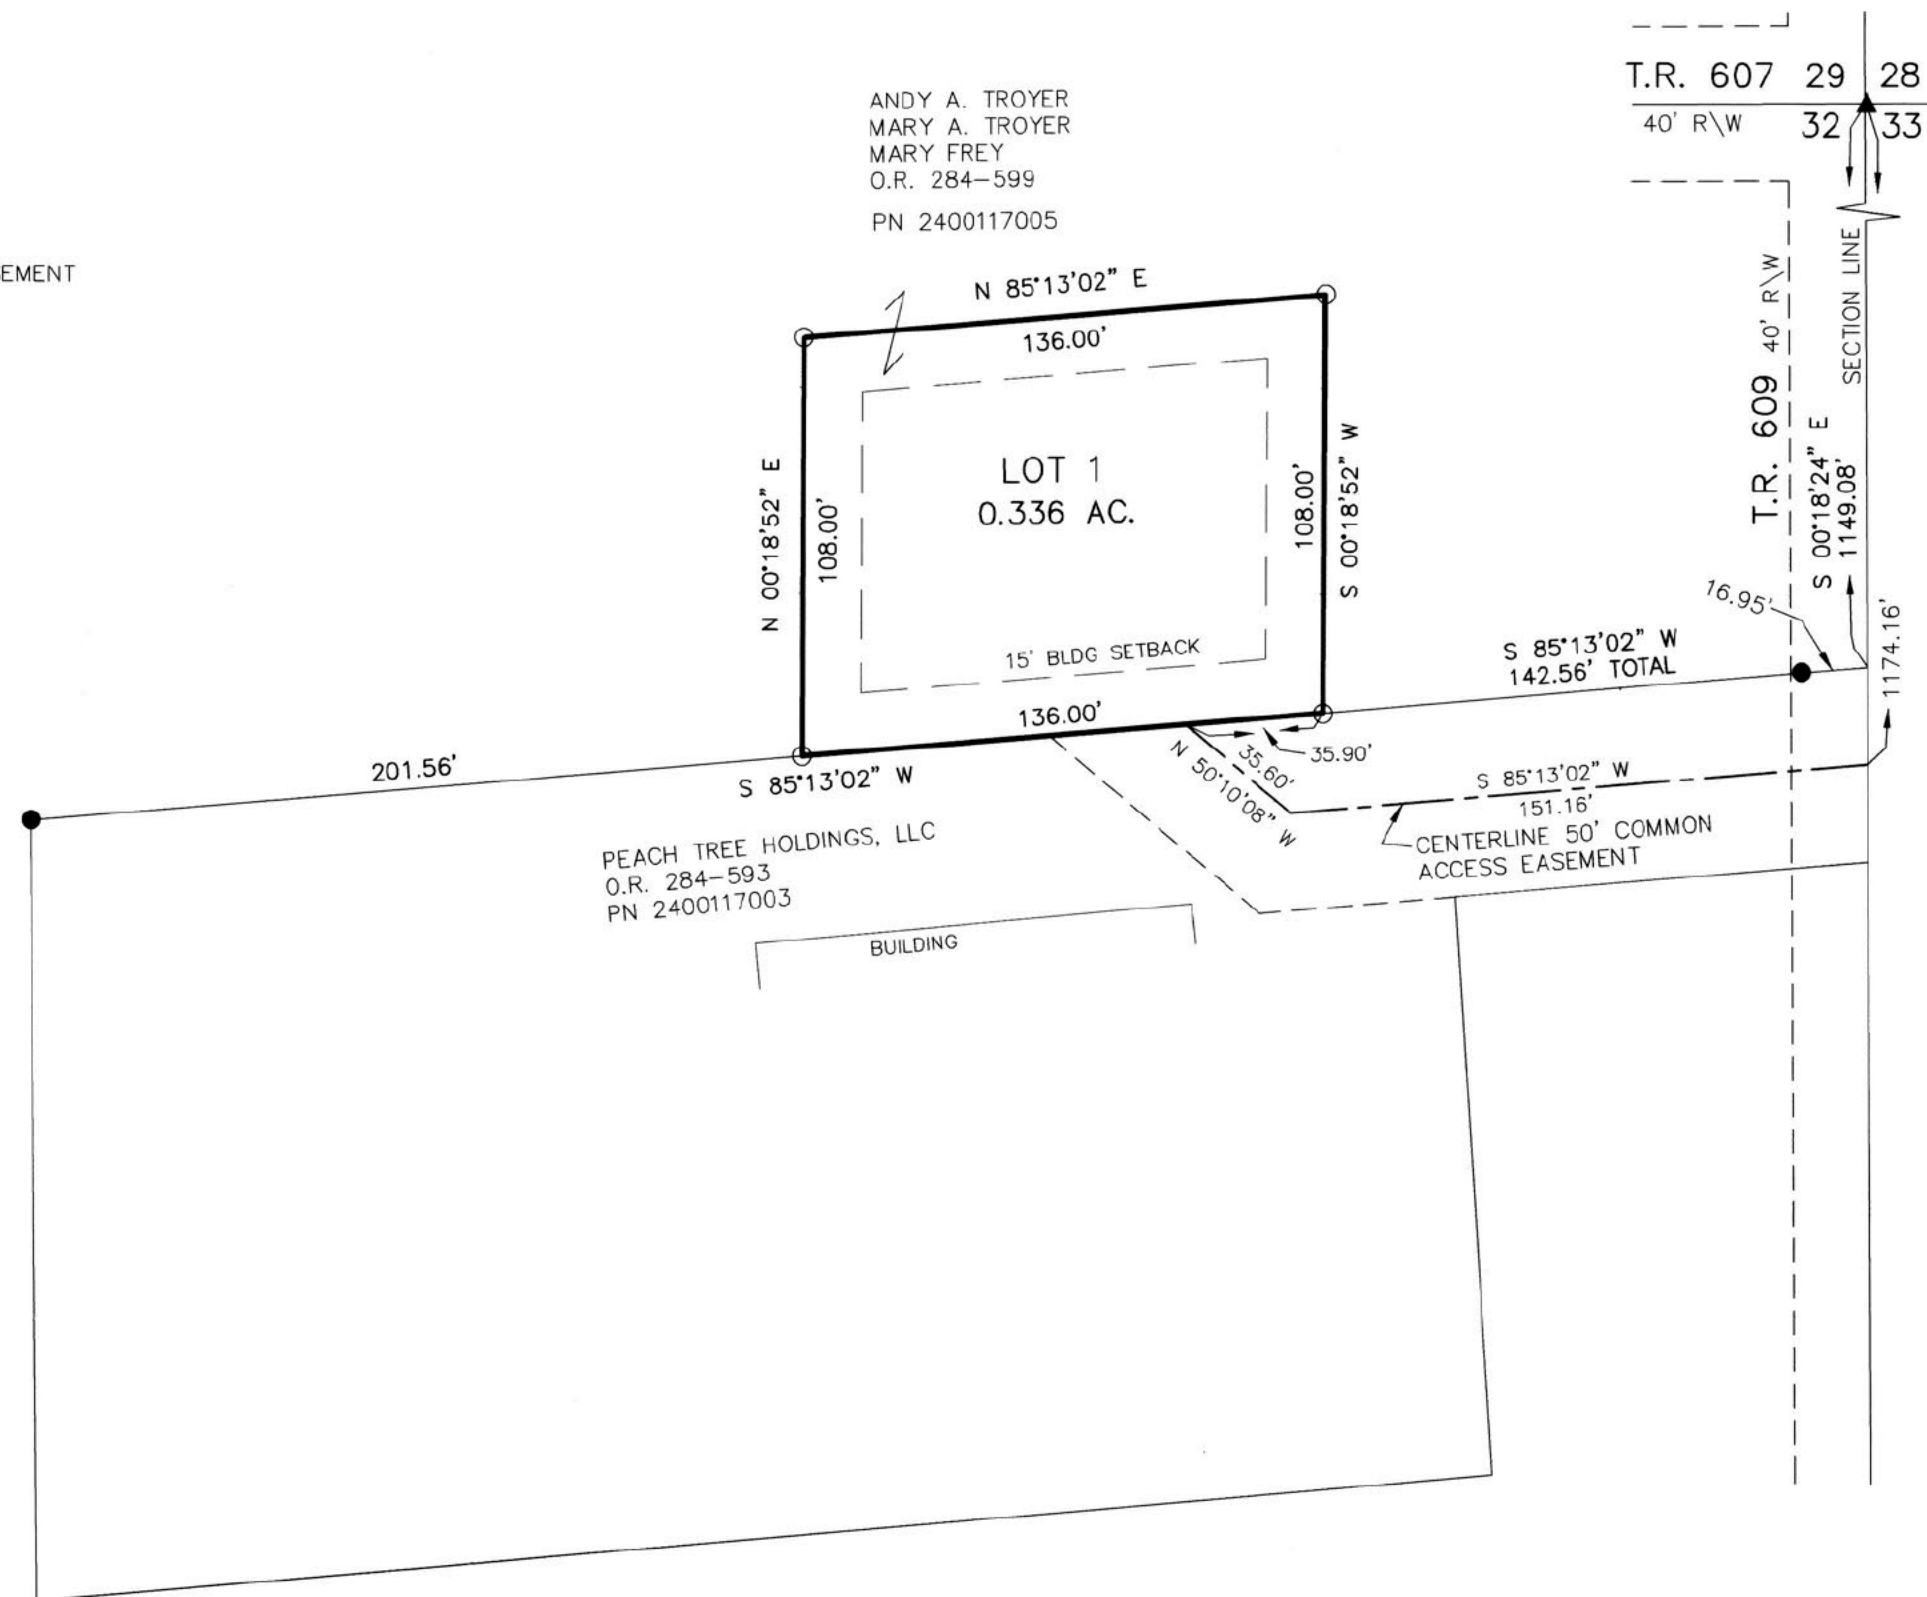 T.R. 607 29 28
40' R\W 32 33
ANDY A. TROYER
MARY A. TROYER
MARY FREY
O.R. 284–599
PN 2400117005
EMENT
N 85°13'02" E
136.00'
N 00°18'52" E
108.00'
LOT 1
0.336 AC.
108.00'
S 00°18'52" W
15' BLDG SETBACK
136.00'
S 85°13'02" W
201.56'
T.R. 609 40' R\W
SECTION LINE
S 00°18'24" E
1149.08'
16.95'
1174.16'
S 85°13'02" W
142.56' TOTAL
35.90'
35.60'
N 50°10'08" W
S 85°13'02" W
151.16'
CENTERLINE 50' COMMON
ACCESS EASEMENT
PEACH TREE HOLDINGS, LLC
O.R. 284–593
PN 2400117003
BUILDING